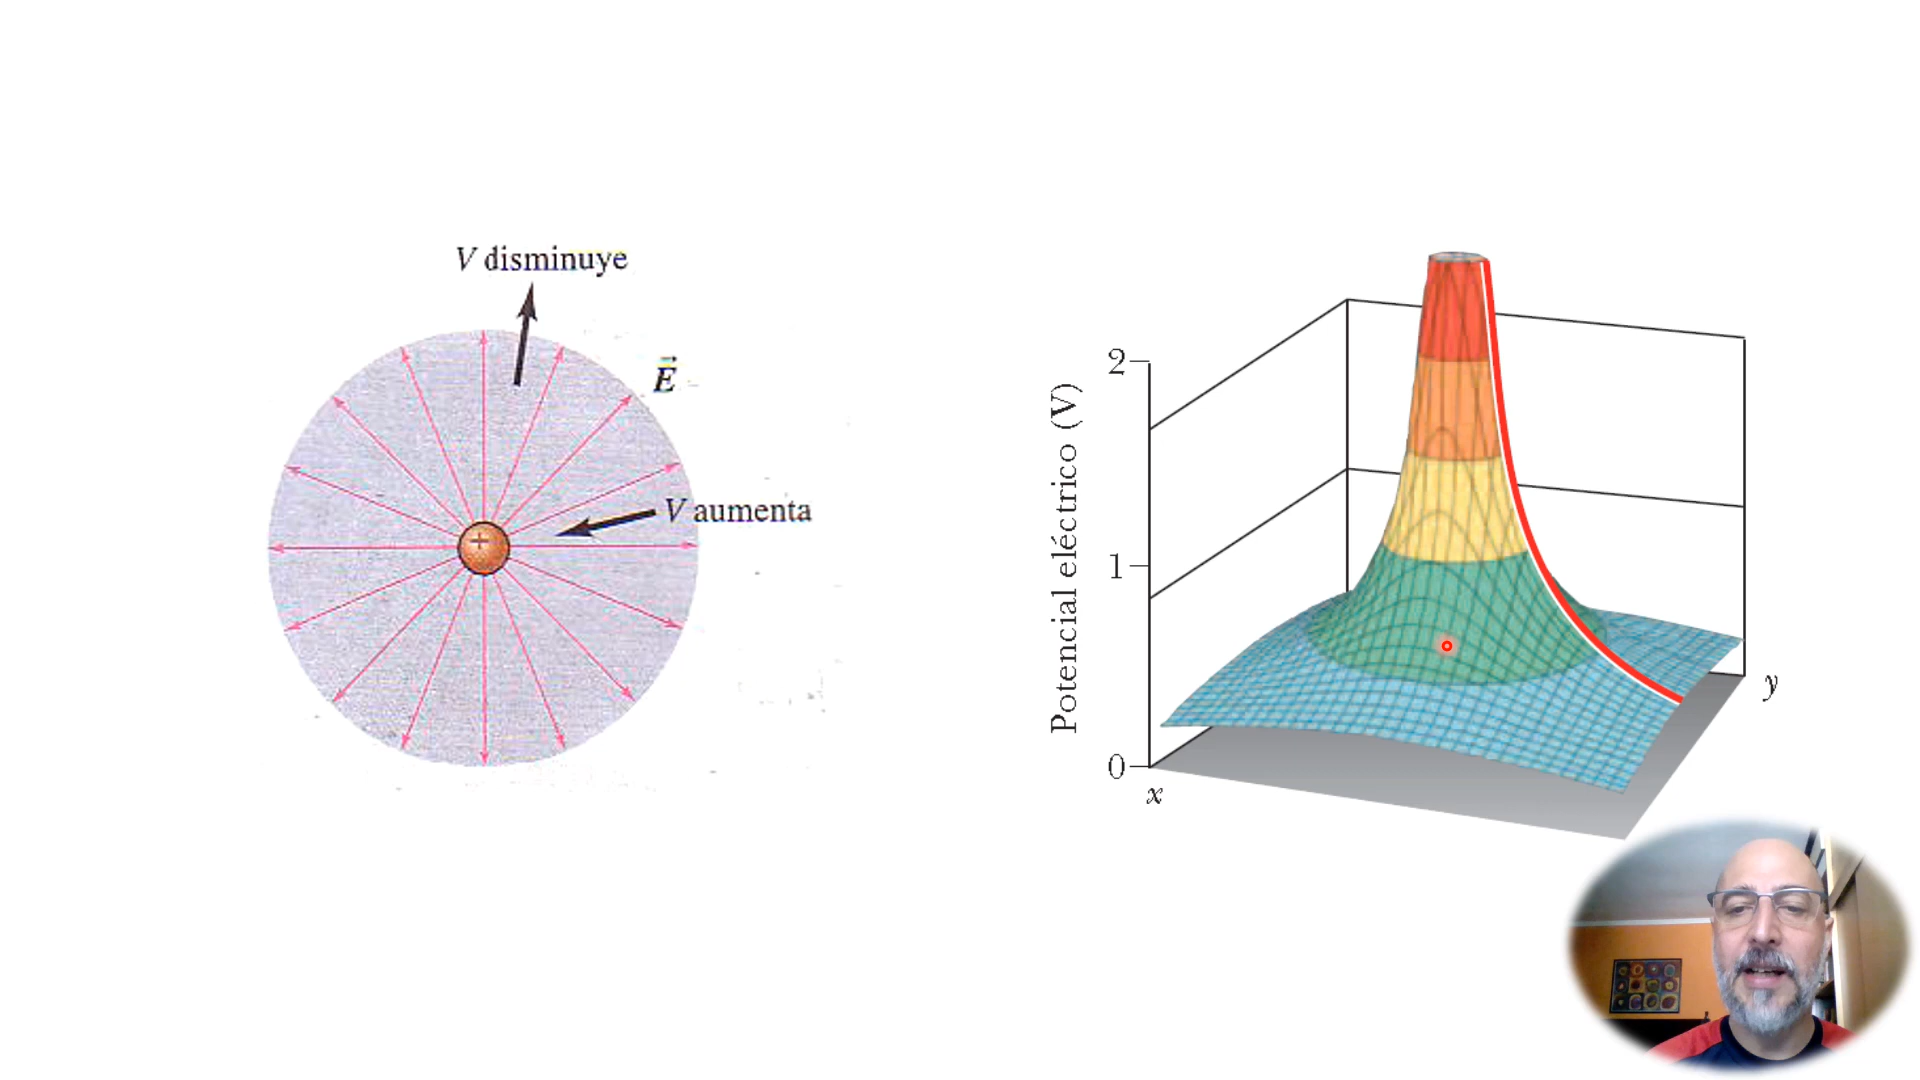 V disminuye
E
V aumenta
+
Potencial eléctrico (V)
2
1
0
x
y